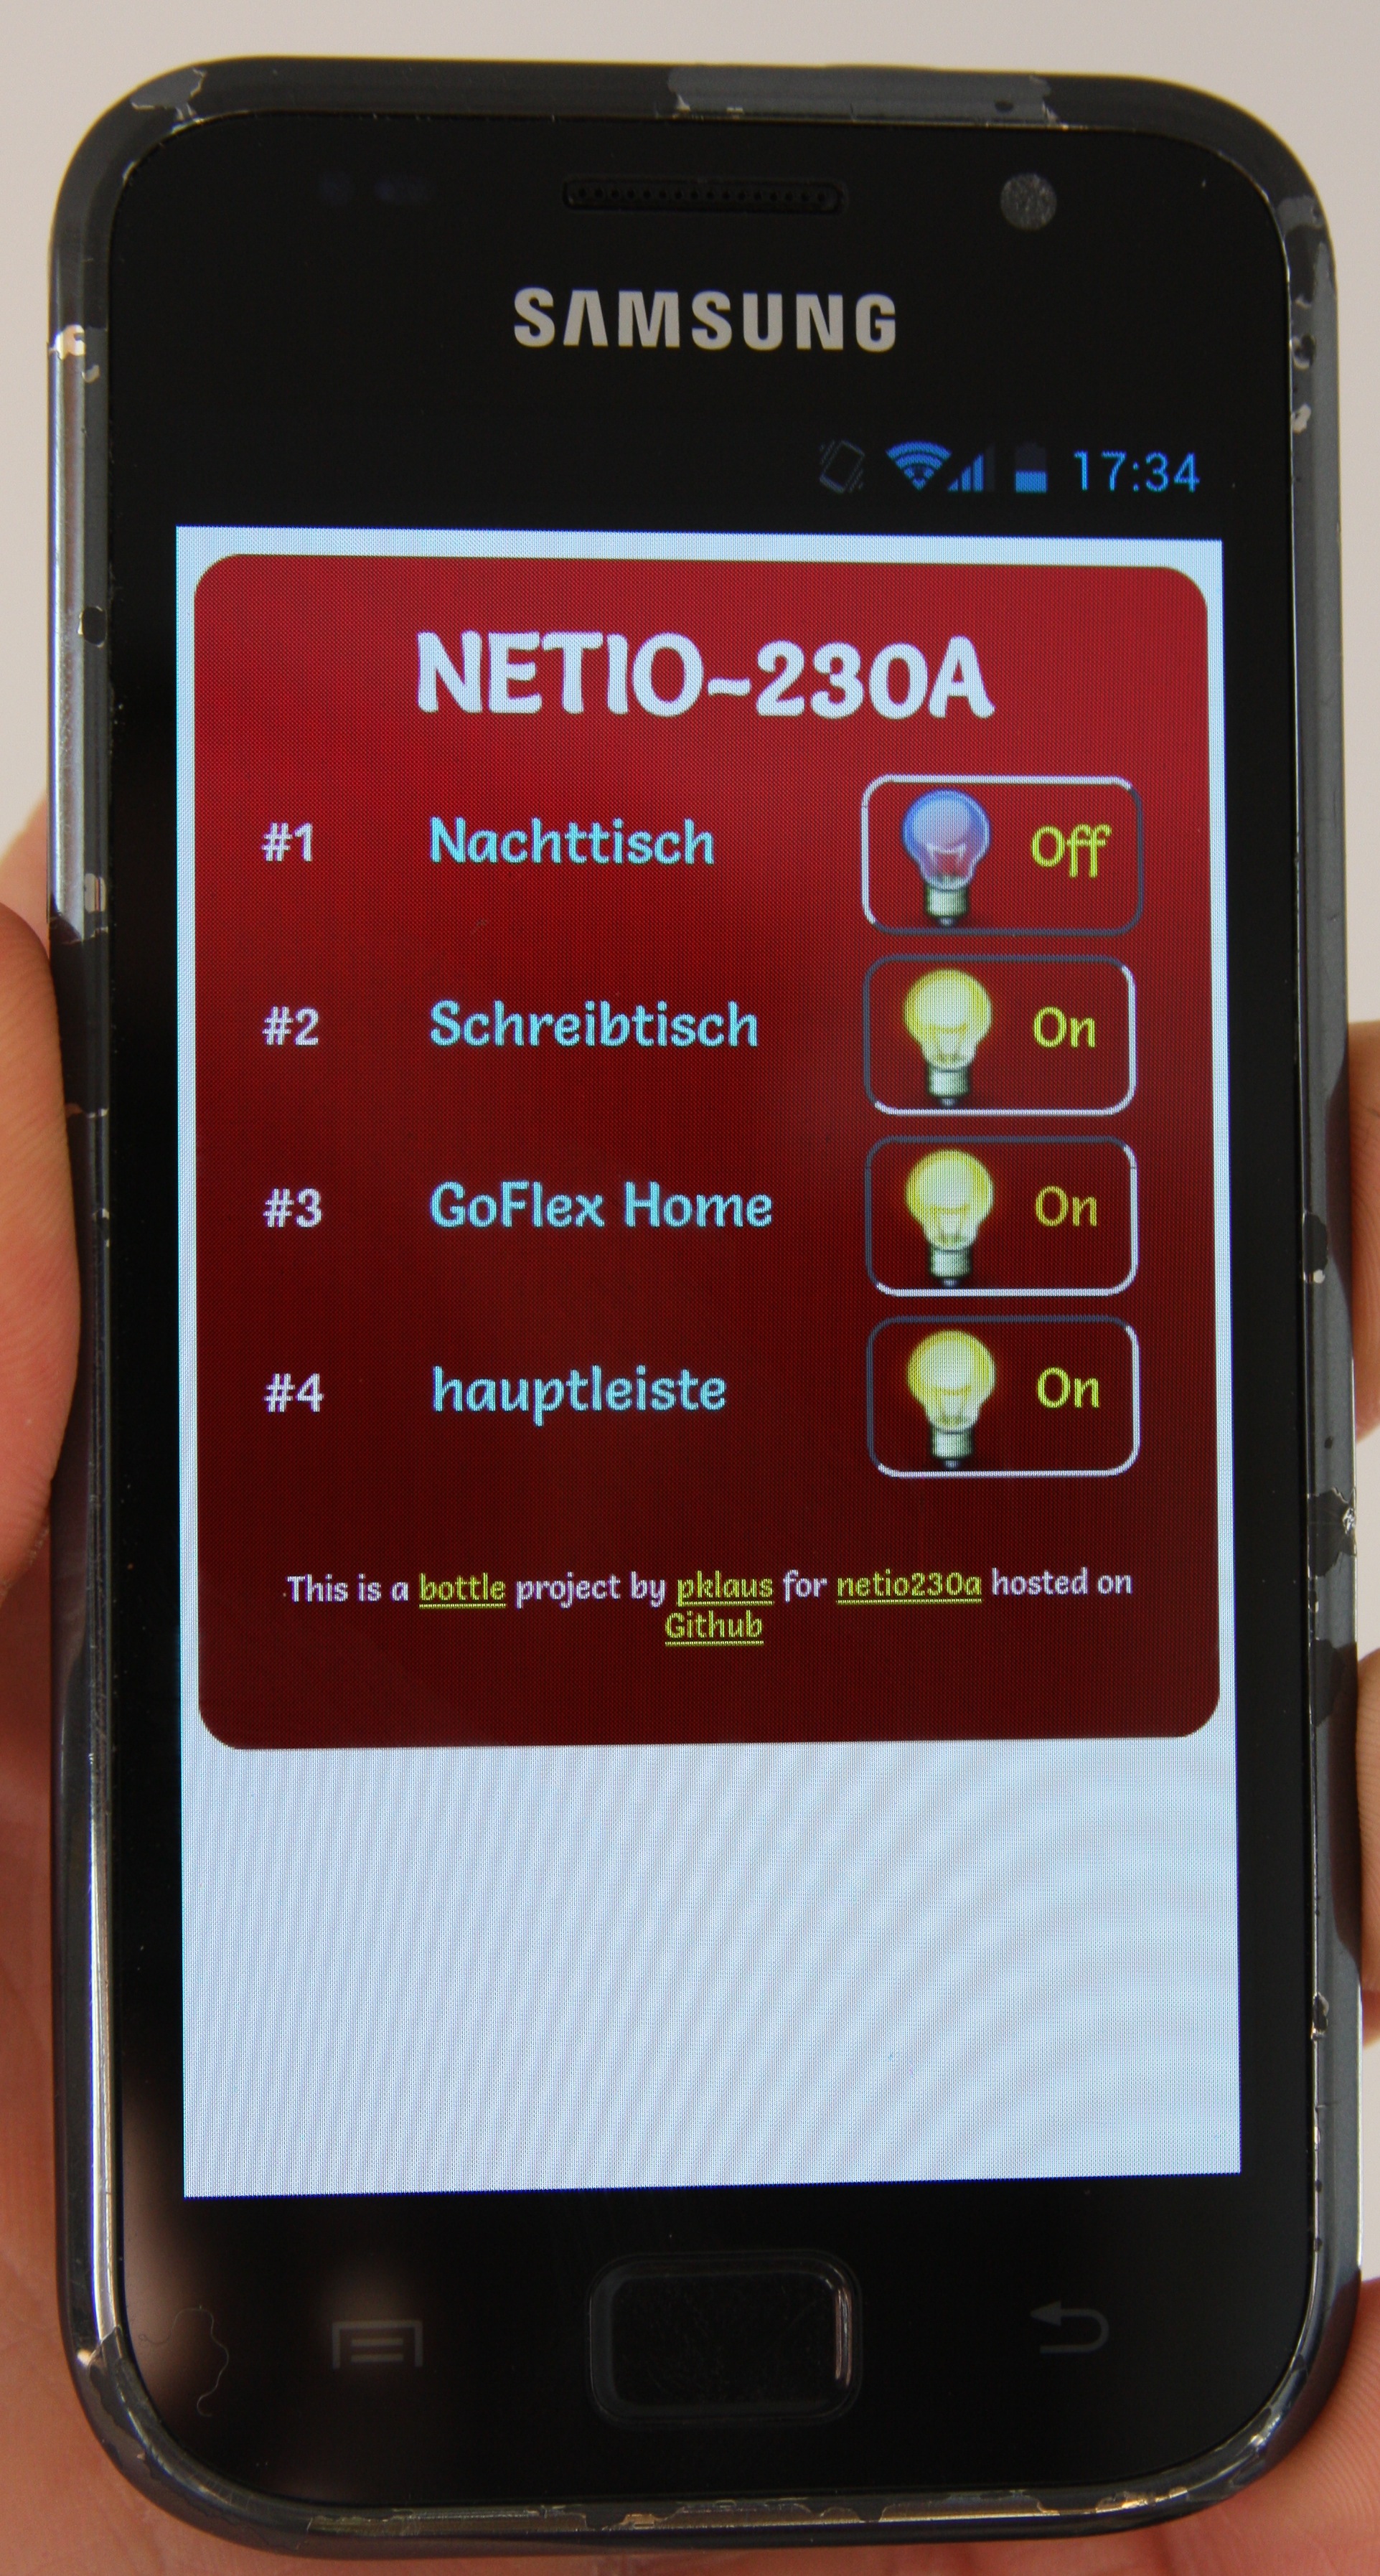 SAMSUNG
17:34
NETIO~230A
#1 Nachttisch Off
#2 Schreibtisch On
#3 GoFlex Home On
#4 hauptleiste On
This is a bottle project by pklaus for netio230a hosted on
Github